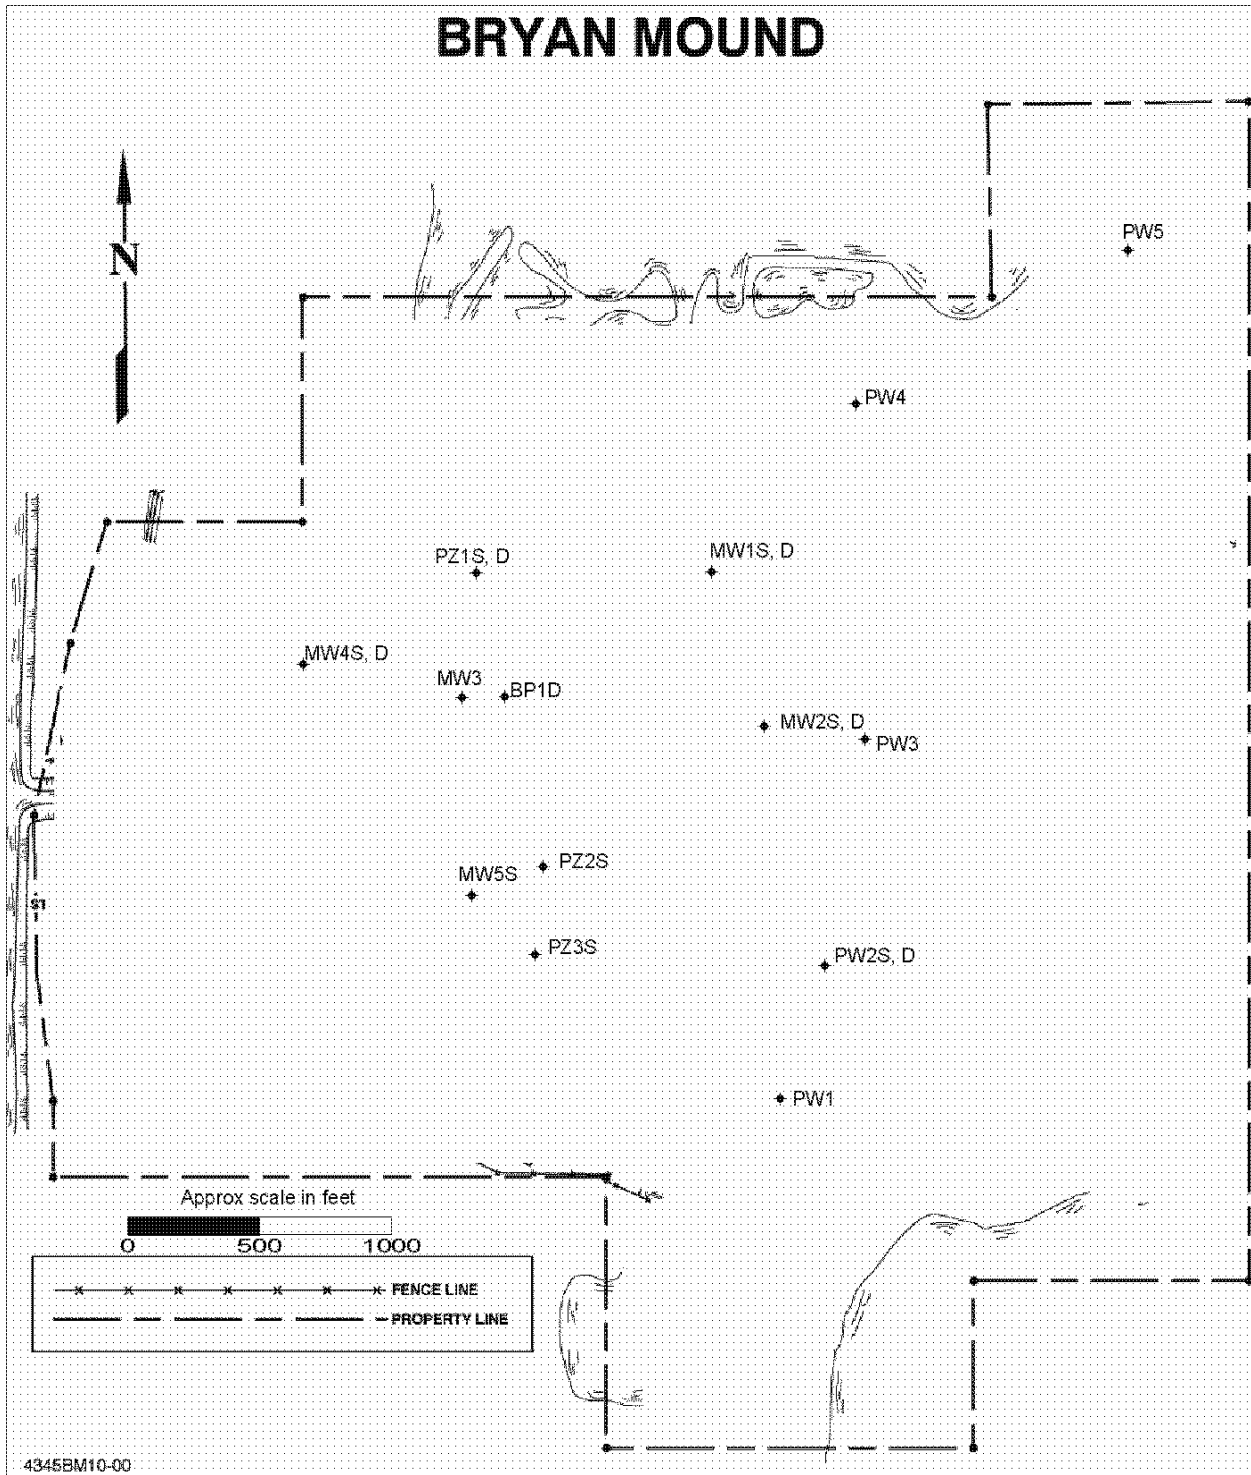 BRYAN MOUND
N
PW5
PW4
PZ1S, D
MW1S, D
MW4S, D
MW3
BP1D
MW2S, D
PW3
PZ2S
MW5S
PZ3S
PW2S, D
PW1
Approx scale in feet
0 500 1000
FENCE LINE
PROPERTY LINE
4345BM10-00